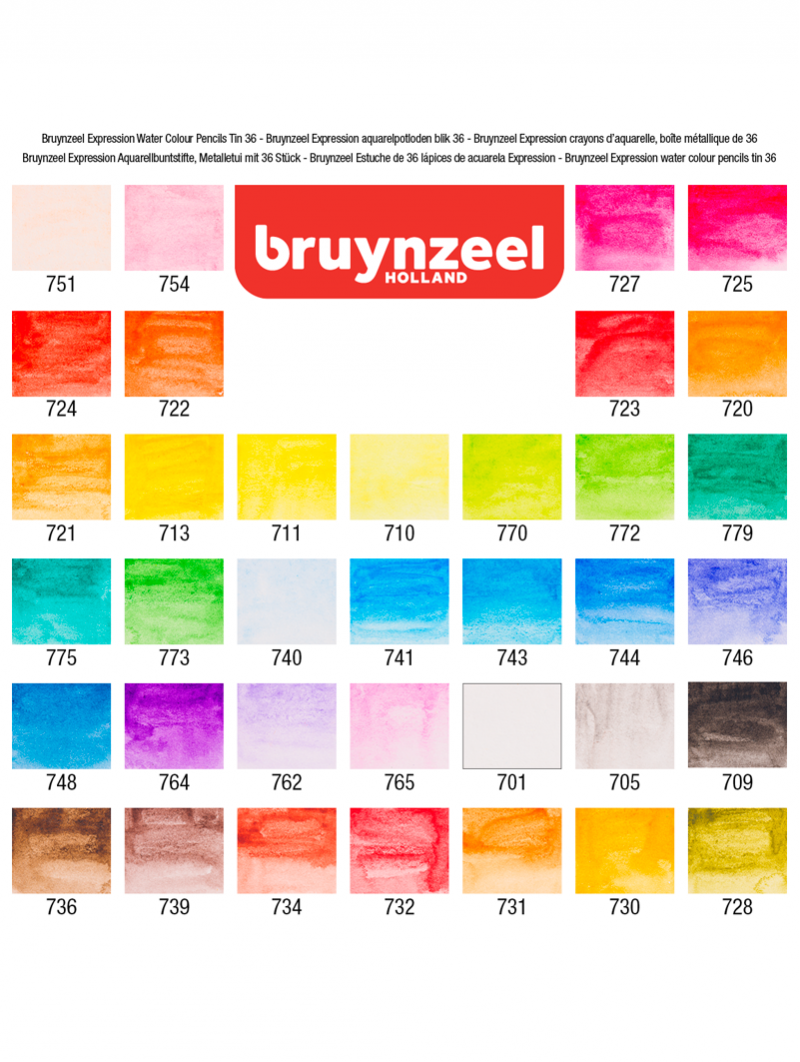 Bruynzeel Expression Water Colour Pencils Tin 36 - Bruynzeel Expression aquarelpotloden blik 36 - Bruynzeel Expression crayons d'aquarelle, boîte métallique de 36
Bruynzeel Expression Aquarellbuntstifte, Metalletui mit 36 Stück - Bruynzeel Estuche de 36 lápices de acuarela Expression - Bruynzeel Expression water colour pencils tin 36
bruynzeel
HOLLAND
751 754 727 725
724 722 723 720
721 713 711 710 770 772 779
775 773 740 741 743 744 746
748 764 762 765 701 705 709
736 739 734 732 731 730 728